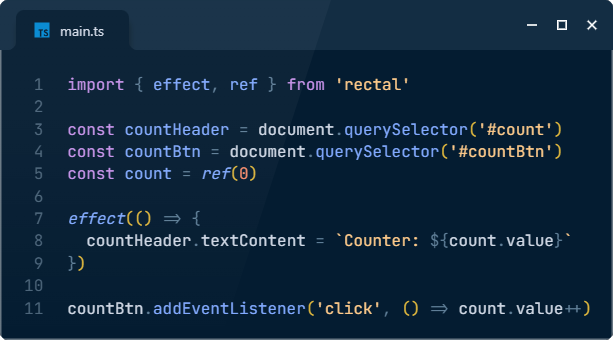 TS main.ts
1 import { effect, ref } from 'rectal'
2
3 const countHeader = document.querySelector('#count')
4 const countBtn = document.querySelector('#countBtn')
5 const count = ref(0)
6
7 effect(() => {
8   countHeader.textContent = `Counter: ${count.value}`
9 })
10
11 countBtn.addEventListener('click', () => count.value++)